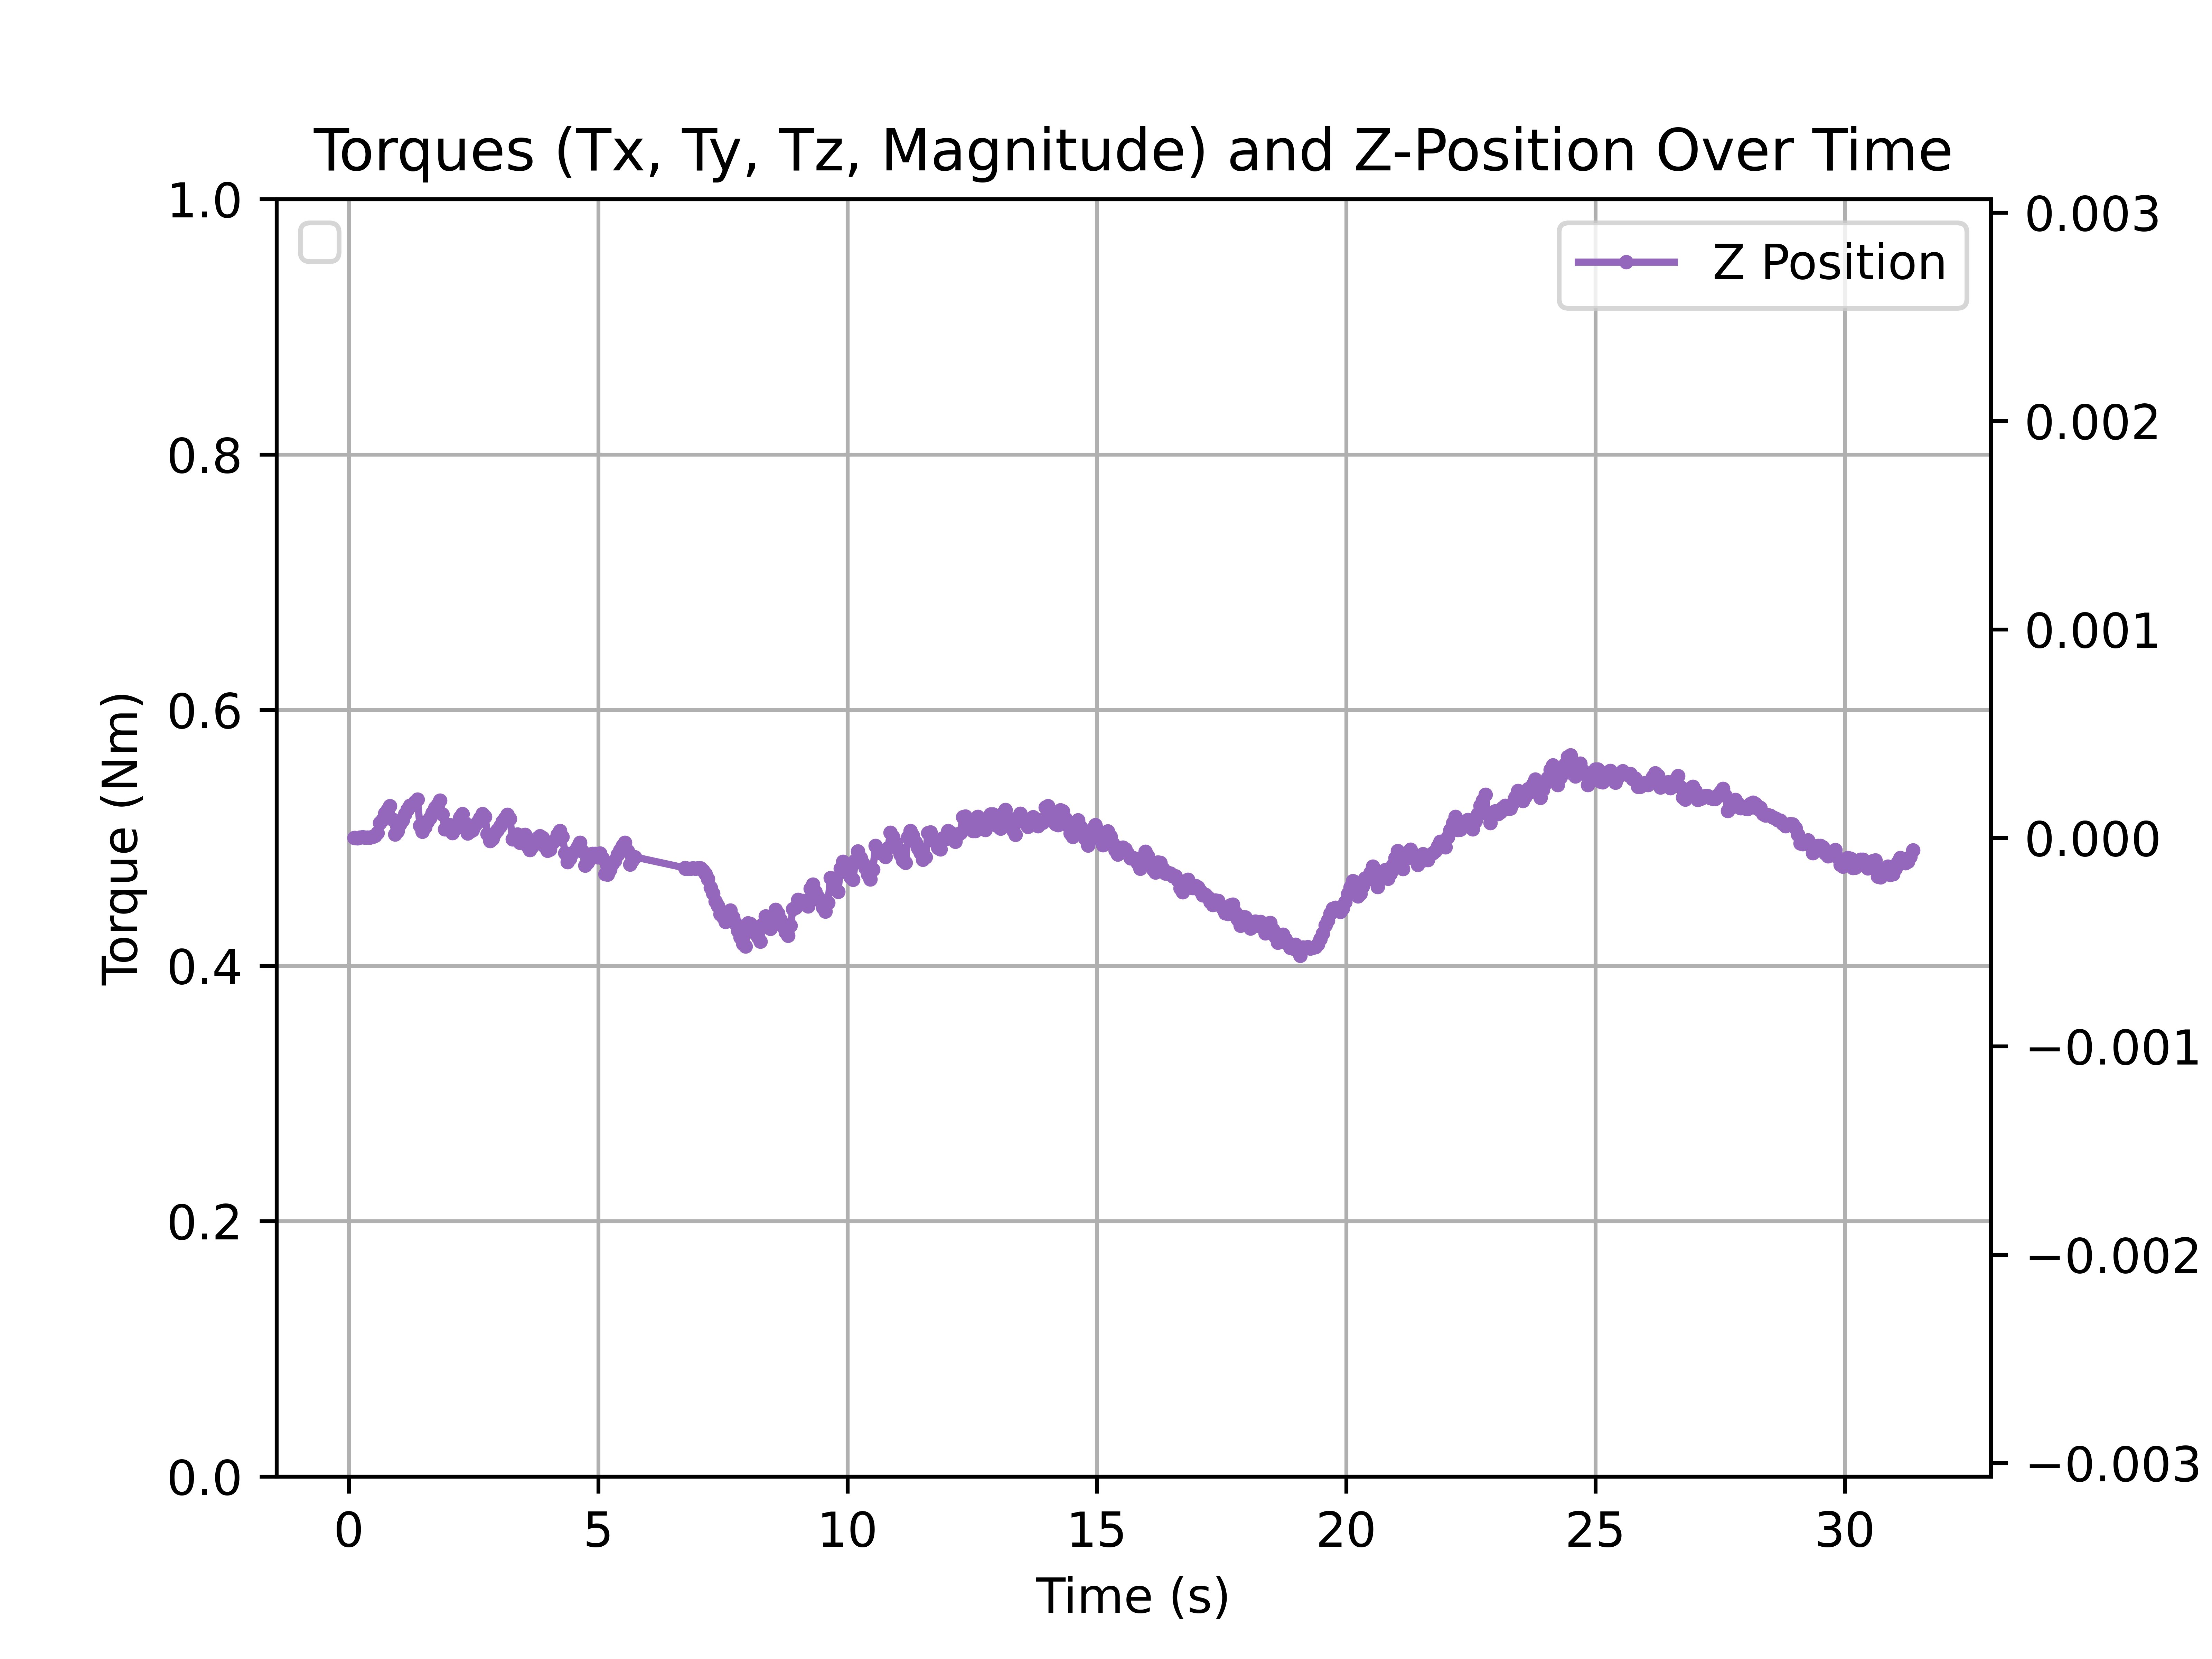 Torques (Tx, Ty, Tz, Magnitude) and Z-Position Over Time
Z Position
Torque (Nm)
1.0
0.8
0.6
0.4
0.2
0.0
0.003
0.002
0.001
0.000
−0.001
−0.002
−0.003
0 5 10 15 20 25 30
Time (s)